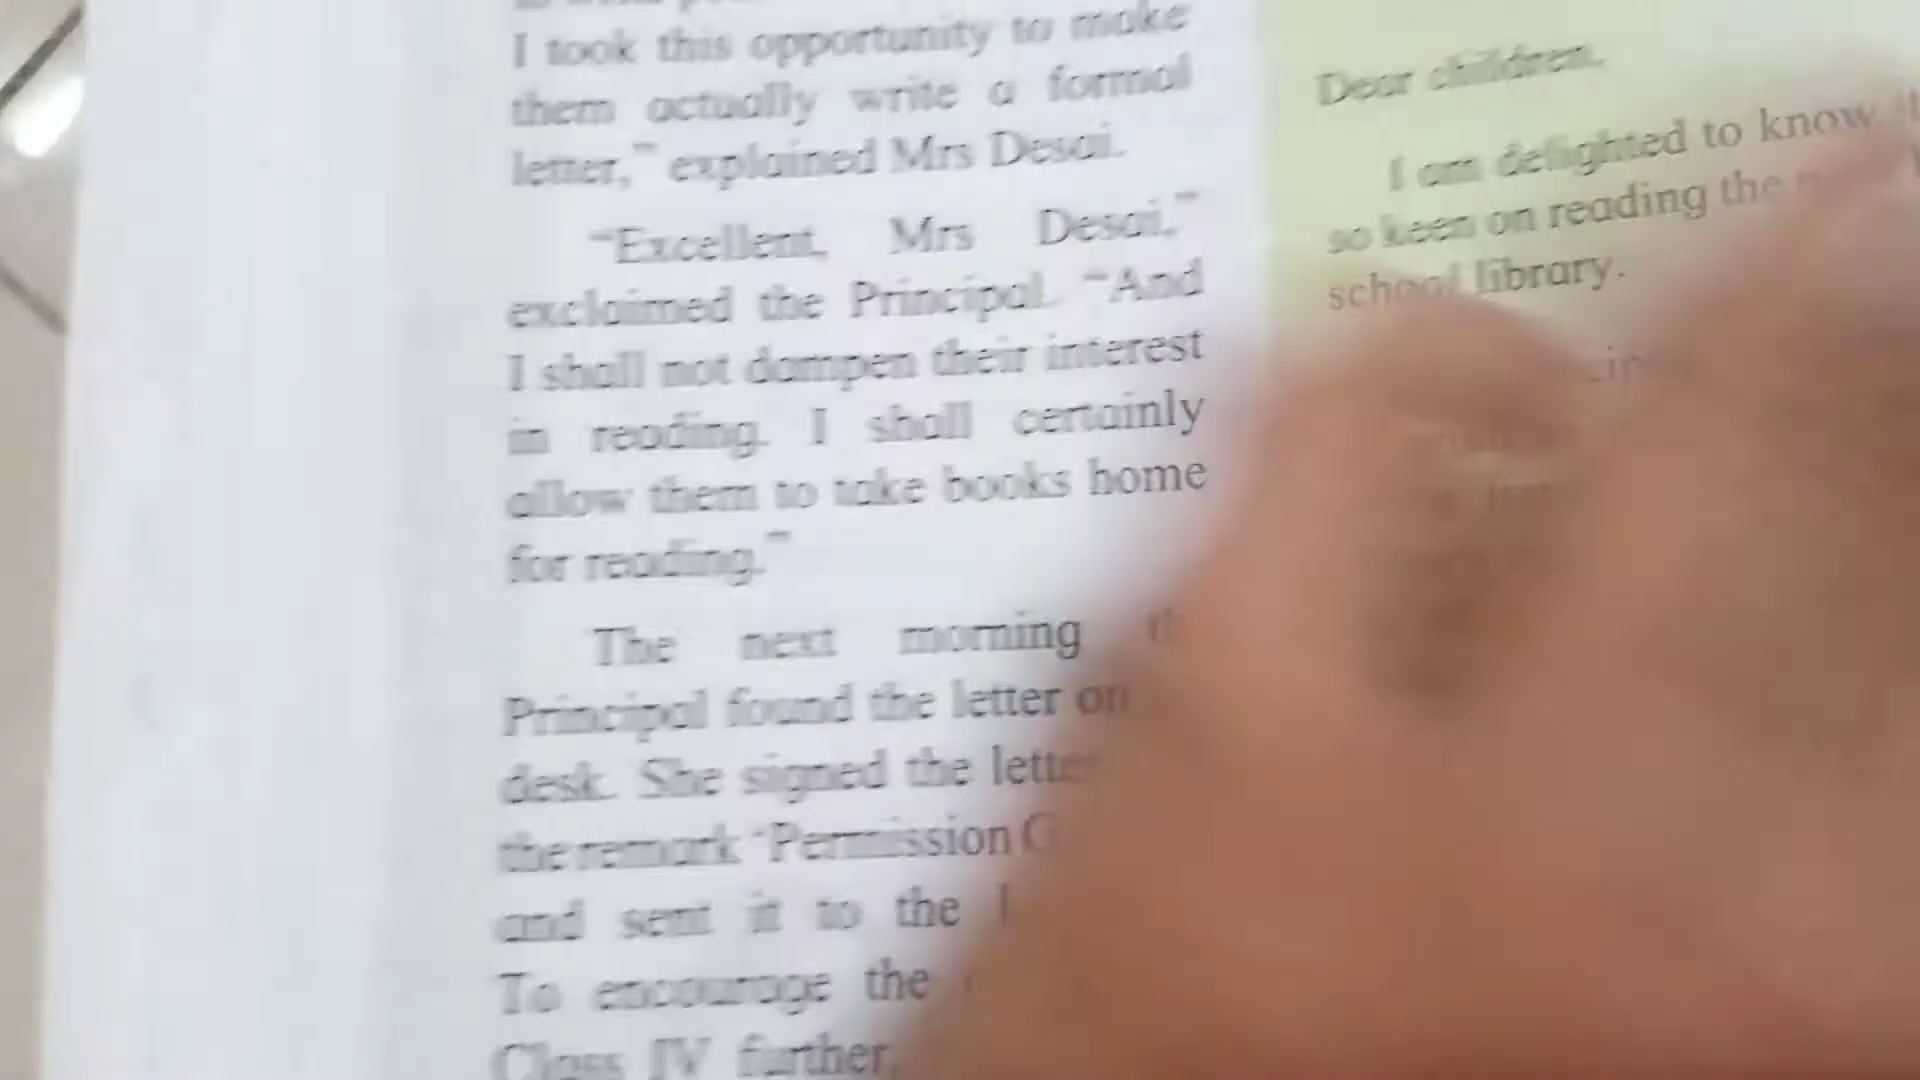 I took this opportunity to make
them actually write a formal
letter,” explained Mrs Desai.
“Excellent, Mrs Desai,”
exclaimed the Principal. “And
I shall not dampen their interest
in reading. I shall certainly
allow them to take books home
for reading.”
The next morning
Principal found the letter on
desk. She signed the
the remark ‘Permission
and sent it to the
To encourage the
Class IV further,
Dear children,
I am delighted to know
so keen on reading the
school library.